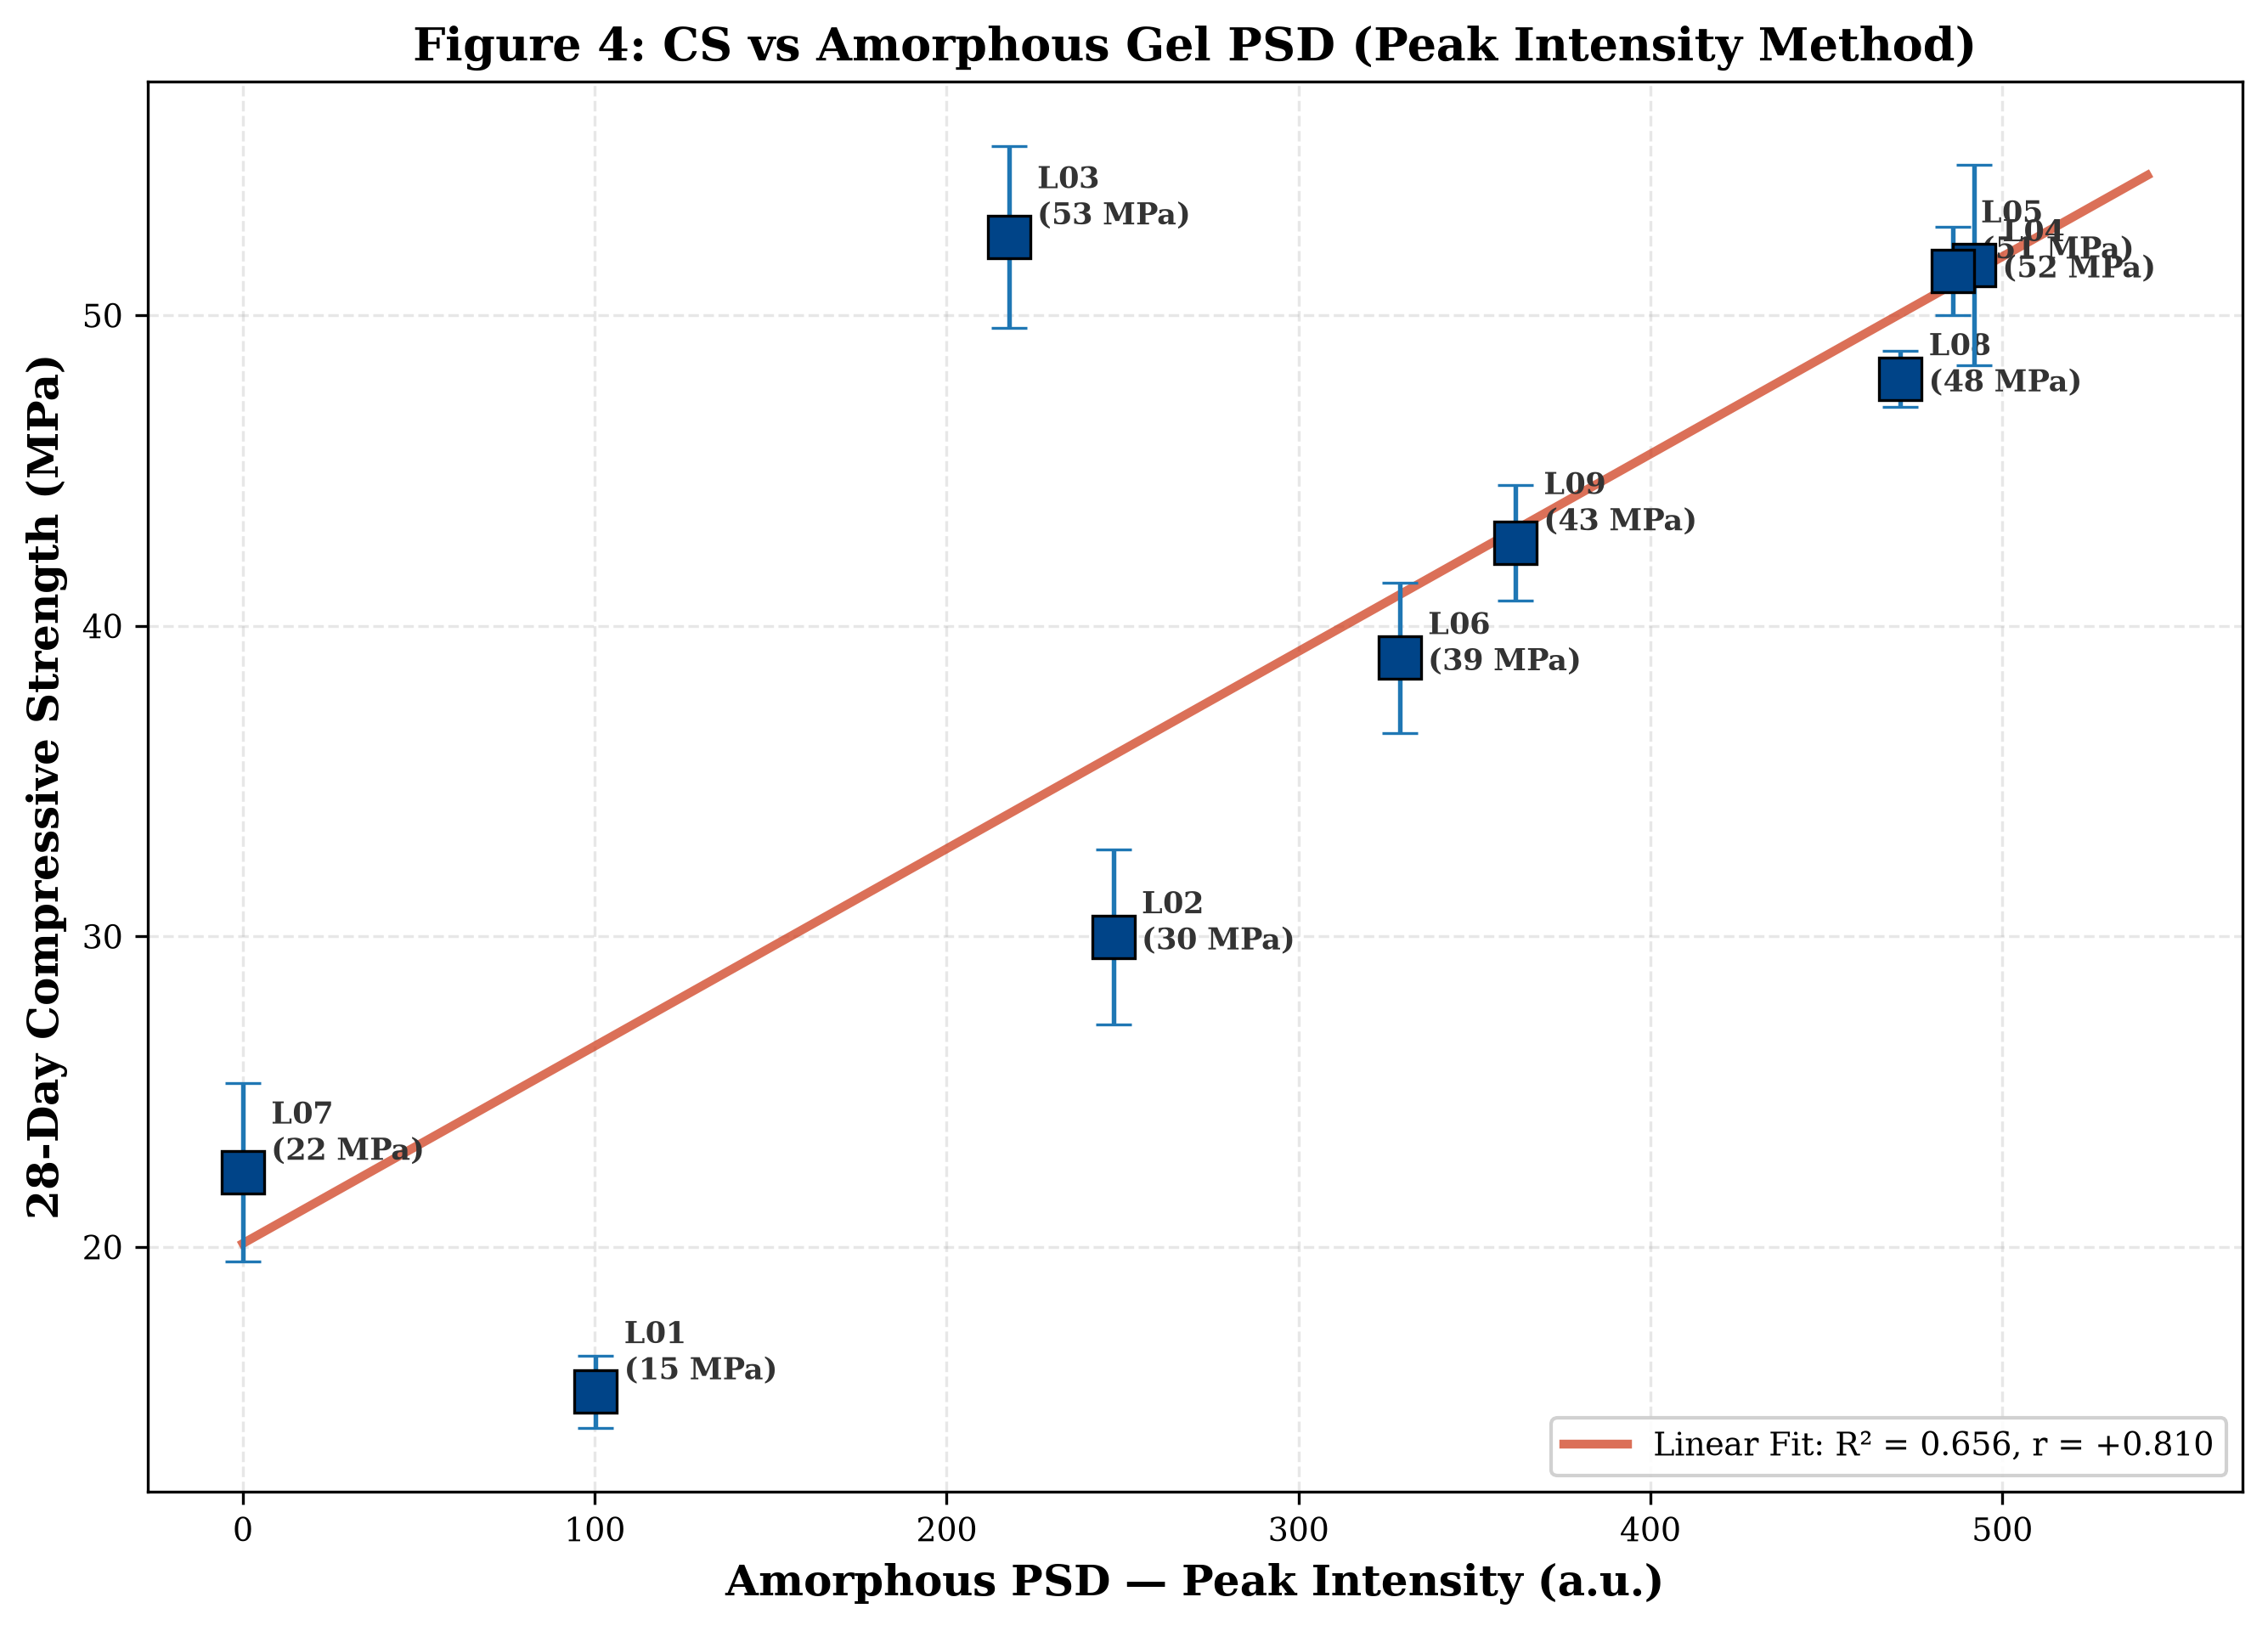 Figure 4: CS vs Amorphous Gel PSD (Peak Intensity Method)
28-Day Compressive Strength (MPa)
50
40
30
20
L03
(53 MPa)
L05
(51 MPa)
L04
(52 MPa)
L08
(48 MPa)
L09
(43 MPa)
L06
(39 MPa)
L02
(30 MPa)
L07
(22 MPa)
L01
(15 MPa)
Linear Fit: R² = 0.656, r = +0.810
0
100
200
300
400
500
Amorphous PSD — Peak Intensity (a.u.)